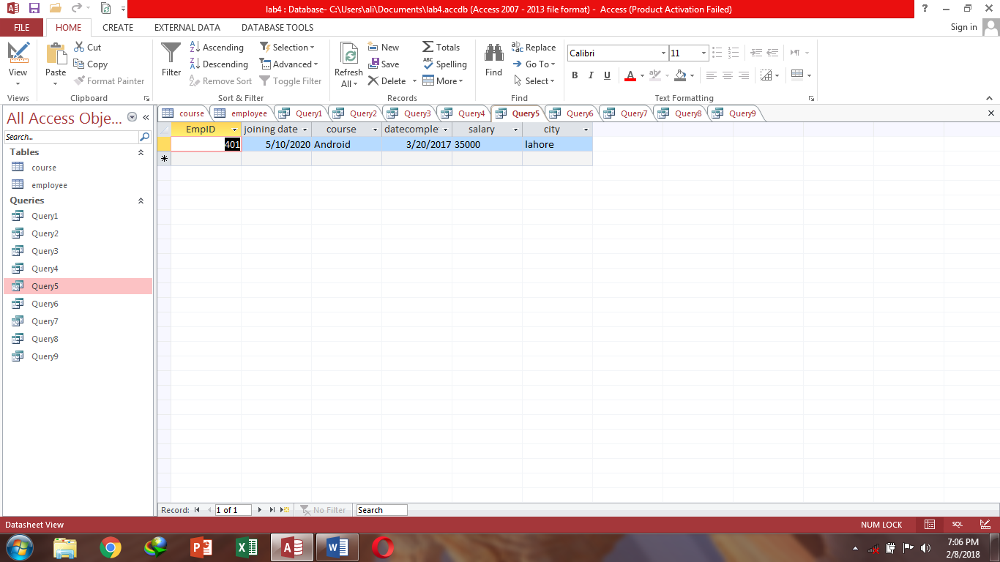 lab4 : Database- C:\Users\ali\Documents\lab4.accdb (Access 2007 - 2013 file format) - Access (Product Activation Failed)
FILE HOME CREATE EXTERNAL DATA DATABASE TOOLS Sign in
View
Views
Paste
Cut
Copy
Format Painter
Clipboard
Filter
Ascending
Descending
Remove Sort
Selection
Advanced
Toggle Filter
Sort & Filter
Refresh
All
New
Save
Delete
Totals
Spelling
More
Records
Find
Replace
Go To
Select
Find
Calibri 11
B I U A
Text Formatting
All Access Obje...
Search...
Tables
course
employee
Queries
Query1
Query2
Query3
Query4
Query5
Query6
Query7
Query8
Query9
course employee Query1 Query2 Query3 Query4 Query5 Query6 Query7 Query8 Query9
EmpID joining date course datecomple salary city
401 5/10/2020 Android 3/20/2017 35000 lahore
Record: 1 of 1 No Filter Search
Datasheet View NUM LOCK SQL
7:06 PM
2/8/2018